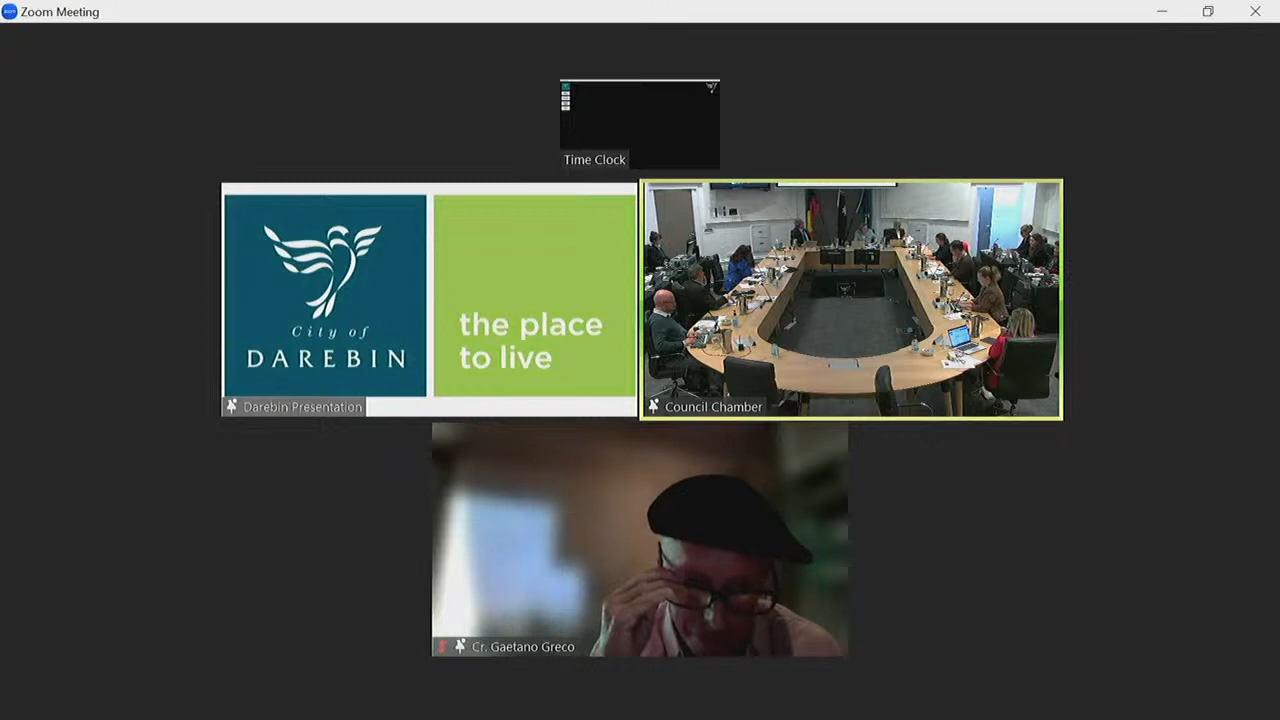 Zoom Meeting
Time Clock
City of
DAREBIN
the place
to live
Darebin Presentation
Council Chamber
Cr. Gaetano Greco